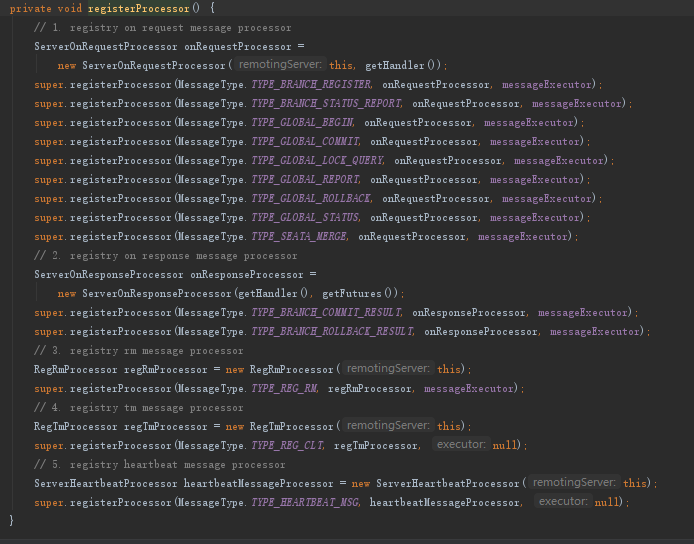 private void registerProcessor() {
// 1. registry on request message processor
ServerOnRequestProcessor onRequestProcessor =
new ServerOnRequestProcessor( remotingServer: this, getHandler());
super.registerProcessor(MessageType.TYPE_BRANCH_REGISTER, onRequestProcessor, messageExecutor);
super.registerProcessor(MessageType.TYPE_BRANCH_STATUS_REPORT, onRequestProcessor, messageExecutor);
super.registerProcessor(MessageType.TYPE_GLOBAL_BEGIN, onRequestProcessor, messageExecutor);
super.registerProcessor(MessageType.TYPE_GLOBAL_COMMIT, onRequestProcessor, messageExecutor);
super.registerProcessor(MessageType.TYPE_GLOBAL_LOCK_QUERY, onRequestProcessor, messageExecutor);
super.registerProcessor(MessageType.TYPE_GLOBAL_REPORT, onRequestProcessor, messageExecutor);
super.registerProcessor(MessageType.TYPE_GLOBAL_ROLLBACK, onRequestProcessor, messageExecutor);
super.registerProcessor(MessageType.TYPE_GLOBAL_STATUS, onRequestProcessor, messageExecutor);
super.registerProcessor(MessageType.TYPE_SEATA_MERGE, onRequestProcessor, messageExecutor);
// 2. registry on response message processor
ServerOnResponseProcessor onResponseProcessor =
new ServerOnResponseProcessor(getHandler(), getFutures());
super.registerProcessor(MessageType.TYPE_BRANCH_COMMIT_RESULT, onResponseProcessor, messageExecutor);
super.registerProcessor(MessageType.TYPE_BRANCH_ROLLBACK_RESULT, onResponseProcessor, messageExecutor);
// 3. registry rm message processor
RegRmProcessor regRmProcessor = new RegRmProcessor( remotingServer: this);
super.registerProcessor(MessageType.TYPE_REG_RM, regRmProcessor, messageExecutor);
// 4. registry tm message processor
RegTmProcessor regTmProcessor = new RegTmProcessor( remotingServer: this);
super.registerProcessor(MessageType.TYPE_REG_CLT, regTmProcessor, executor: null);
// 5. registry heartbeat message processor
ServerHeartbeatProcessor heartbeatMessageProcessor = new ServerHeartbeatProcessor( remotingServer: this);
super.registerProcessor(MessageType.TYPE_HEARTBEAT_MSG, heartbeatMessageProcessor, executor: null);
}